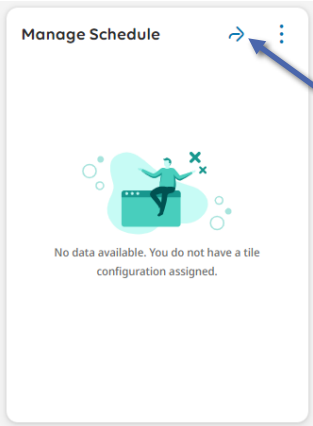 Manage Schedule
No data available. You do not have a tile
configuration assigned.